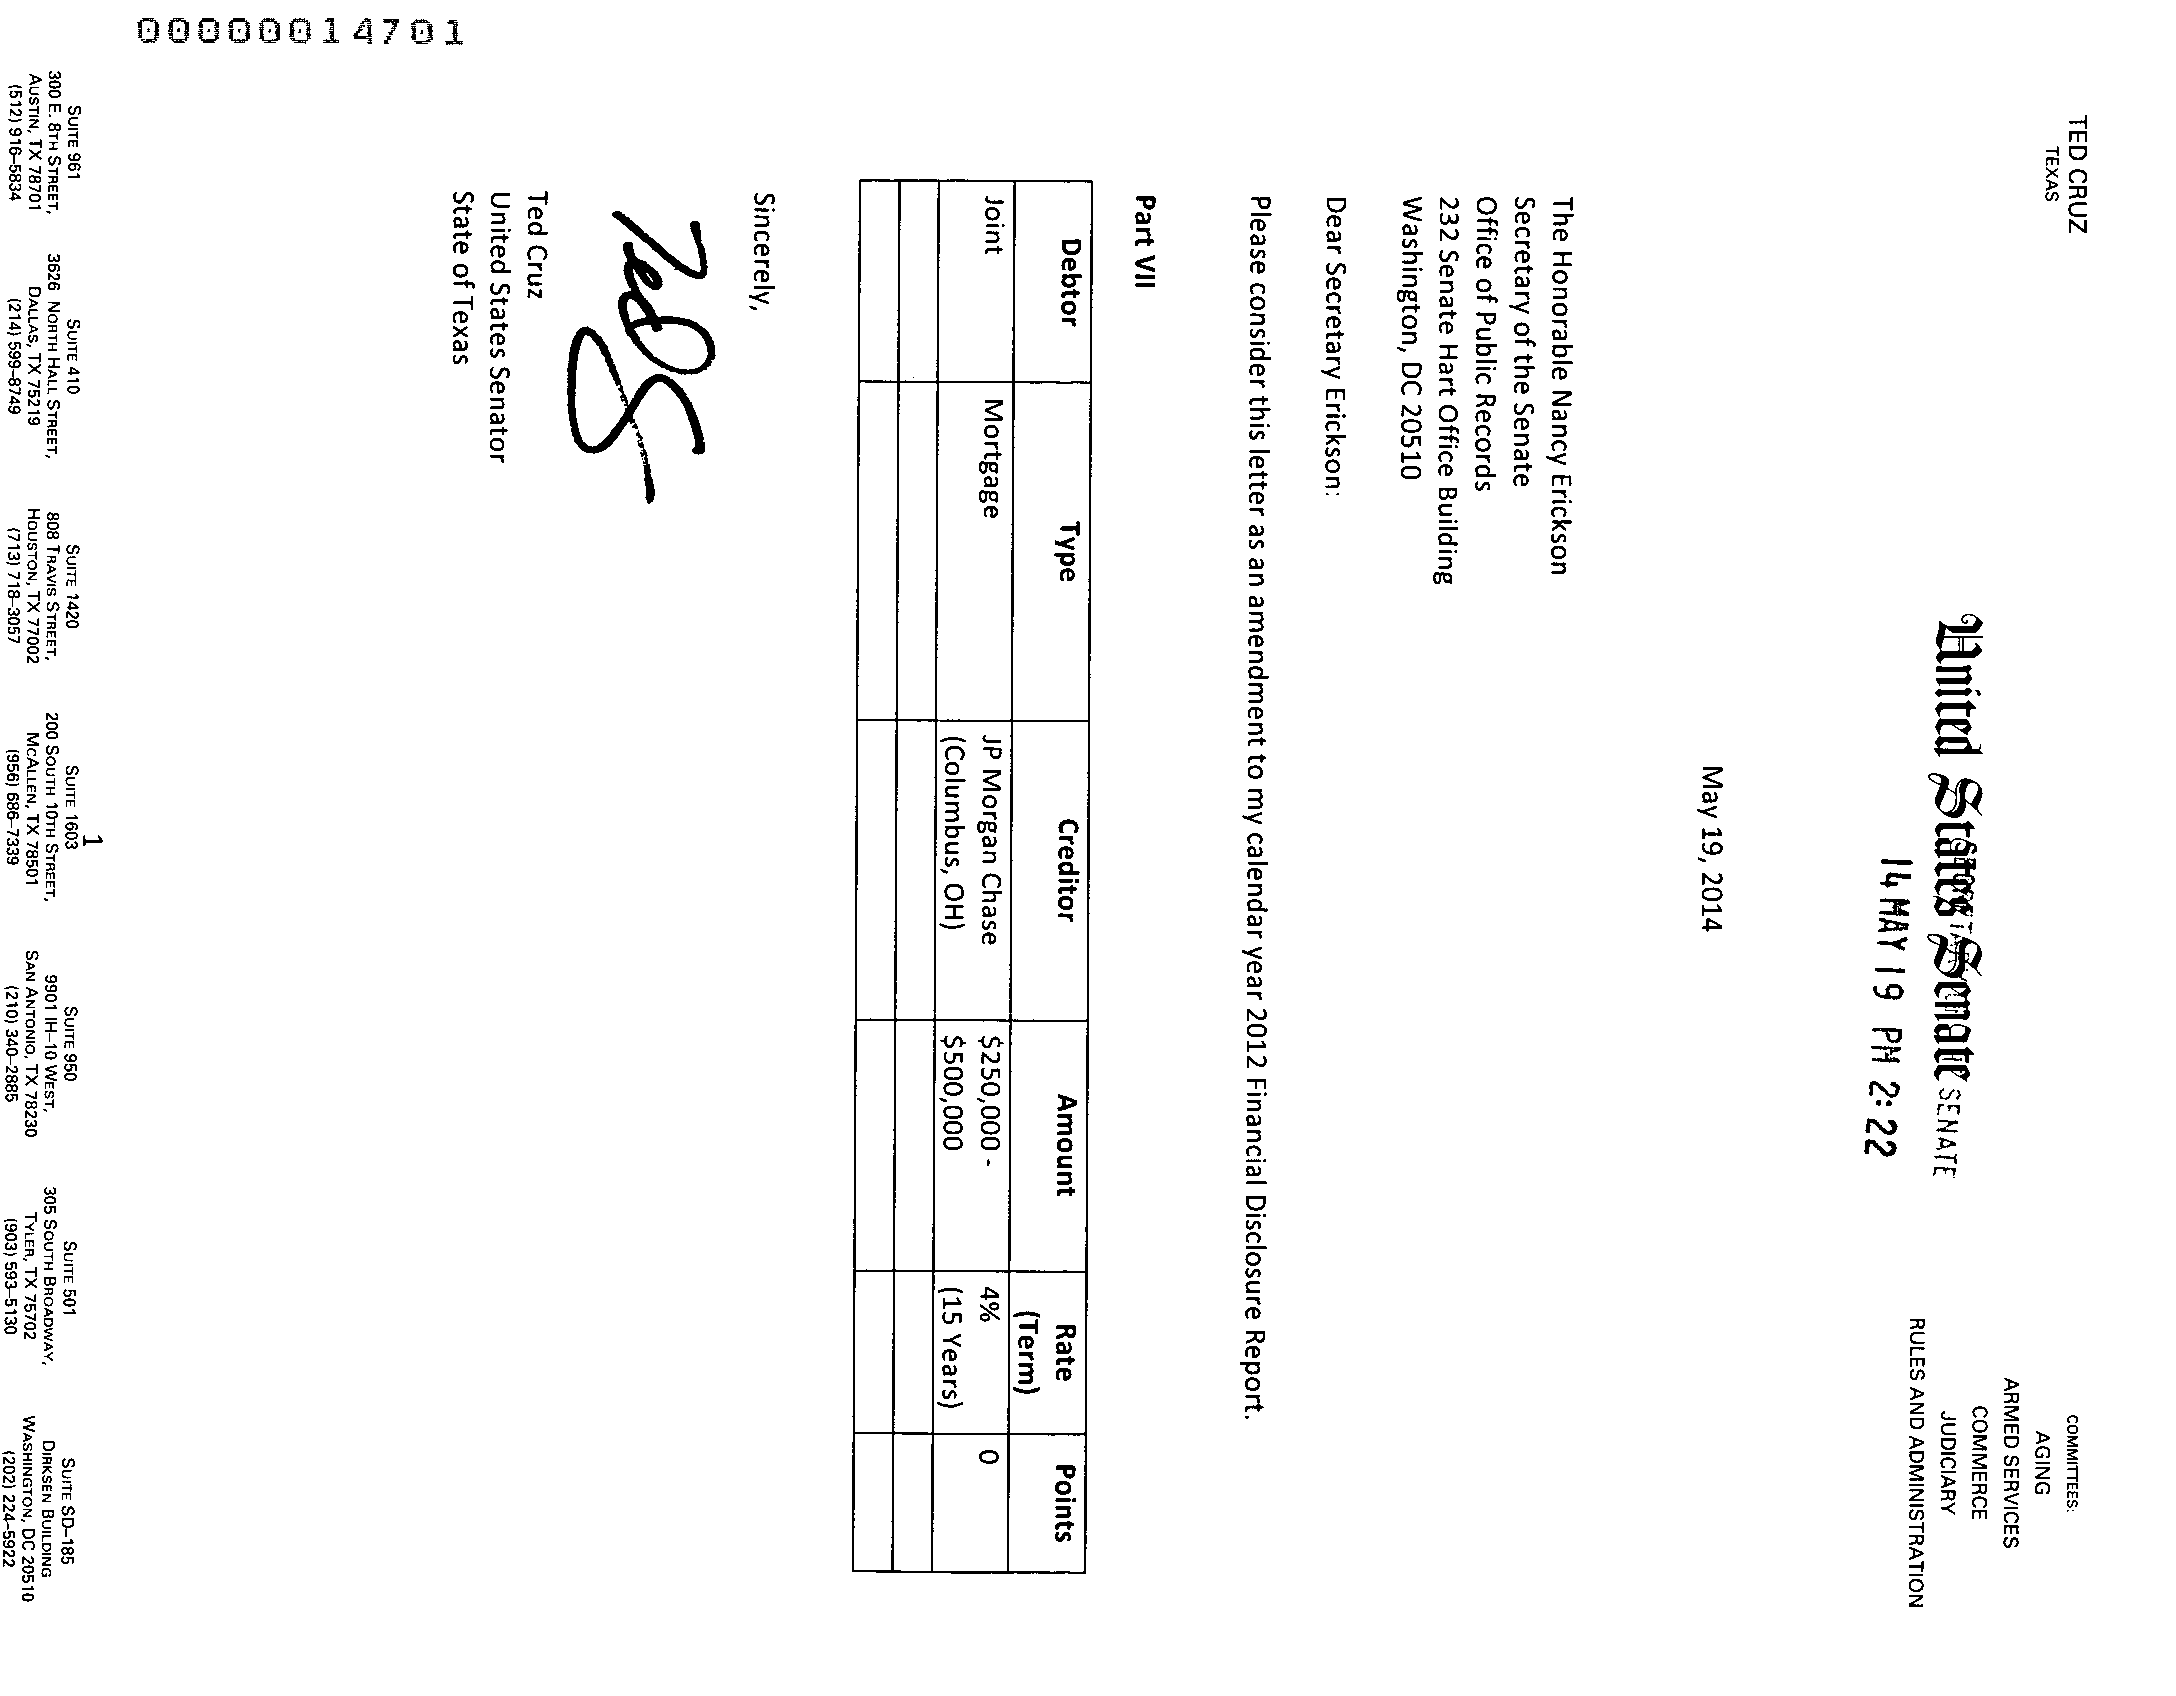 TED CRUZ
TEXAS
COMMITTEES:
AGING
ARMED SERVICES
COMMERCE
JUDICIARY
RULES AND ADMINISTRATION
United States Senate
SENATE
14 MAY 19 PM 2:22
May 19, 2014
The Honorable Nancy Erickson
Secretary of the Senate
Office of Public Records
232 Senate Hart Office Building
Washington, DC 20510
Dear Secretary Erickson:
Please consider this letter as an amendment to my calendar year 2012 Financial Disclosure Report.
Part VII
Debtor Type Creditor Amount Rate (Term) Points
Joint Mortgage JP Morgan Chase $250,000 - 4% 0
(Columbus, OH) $500,000 (15 Years)
Sincerely,
Ted Cruz
United States Senator
State of Texas
1
SUITE 961
300 E. 8TH STREET,
AUSTIN, TX 78701
(512) 916–5834
SUITE 410
3626 NORTH HALL STREET,
DALLAS, TX 75219
(214) 599–8749
SUITE 1420
808 TRAVIS STREET,
HOUSTON, TX 77002
(713) 718–3057
SUITE 1603
200 SOUTH 10TH STREET,
MCALLEN, TX 78501
(956) 686–7339
SUITE 950
9901 IH–10 WEST,
SAN ANTONIO, TX 78230
(210) 340–2885
SUITE 501
305 SOUTH BROADWAY,
TYLER, TX 75702
(903) 593–5130
SUITE SD–185
DIRKSEN BUILDING
WASHINGTON, DC 20510
(202) 224–5922
00000014701